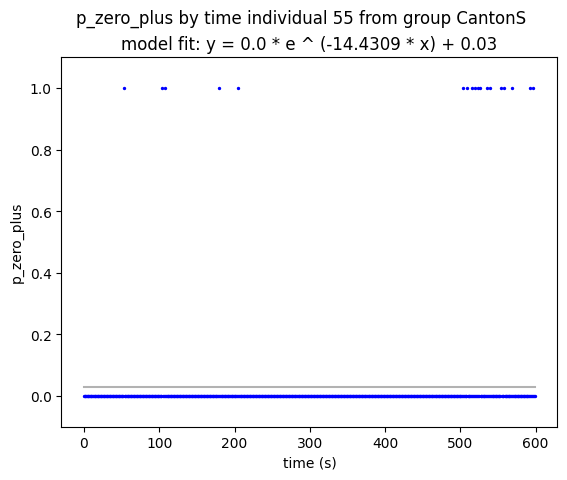 p_zero_plus by time individual 55 from group CantonS
model fit: y = 0.0 * e ^ (-14.4309 * x) + 0.03
1.0
0.8
0.6
0.4
0.2
0.0
p_zero_plus
0 100 200 300 400 500 600
time (s)